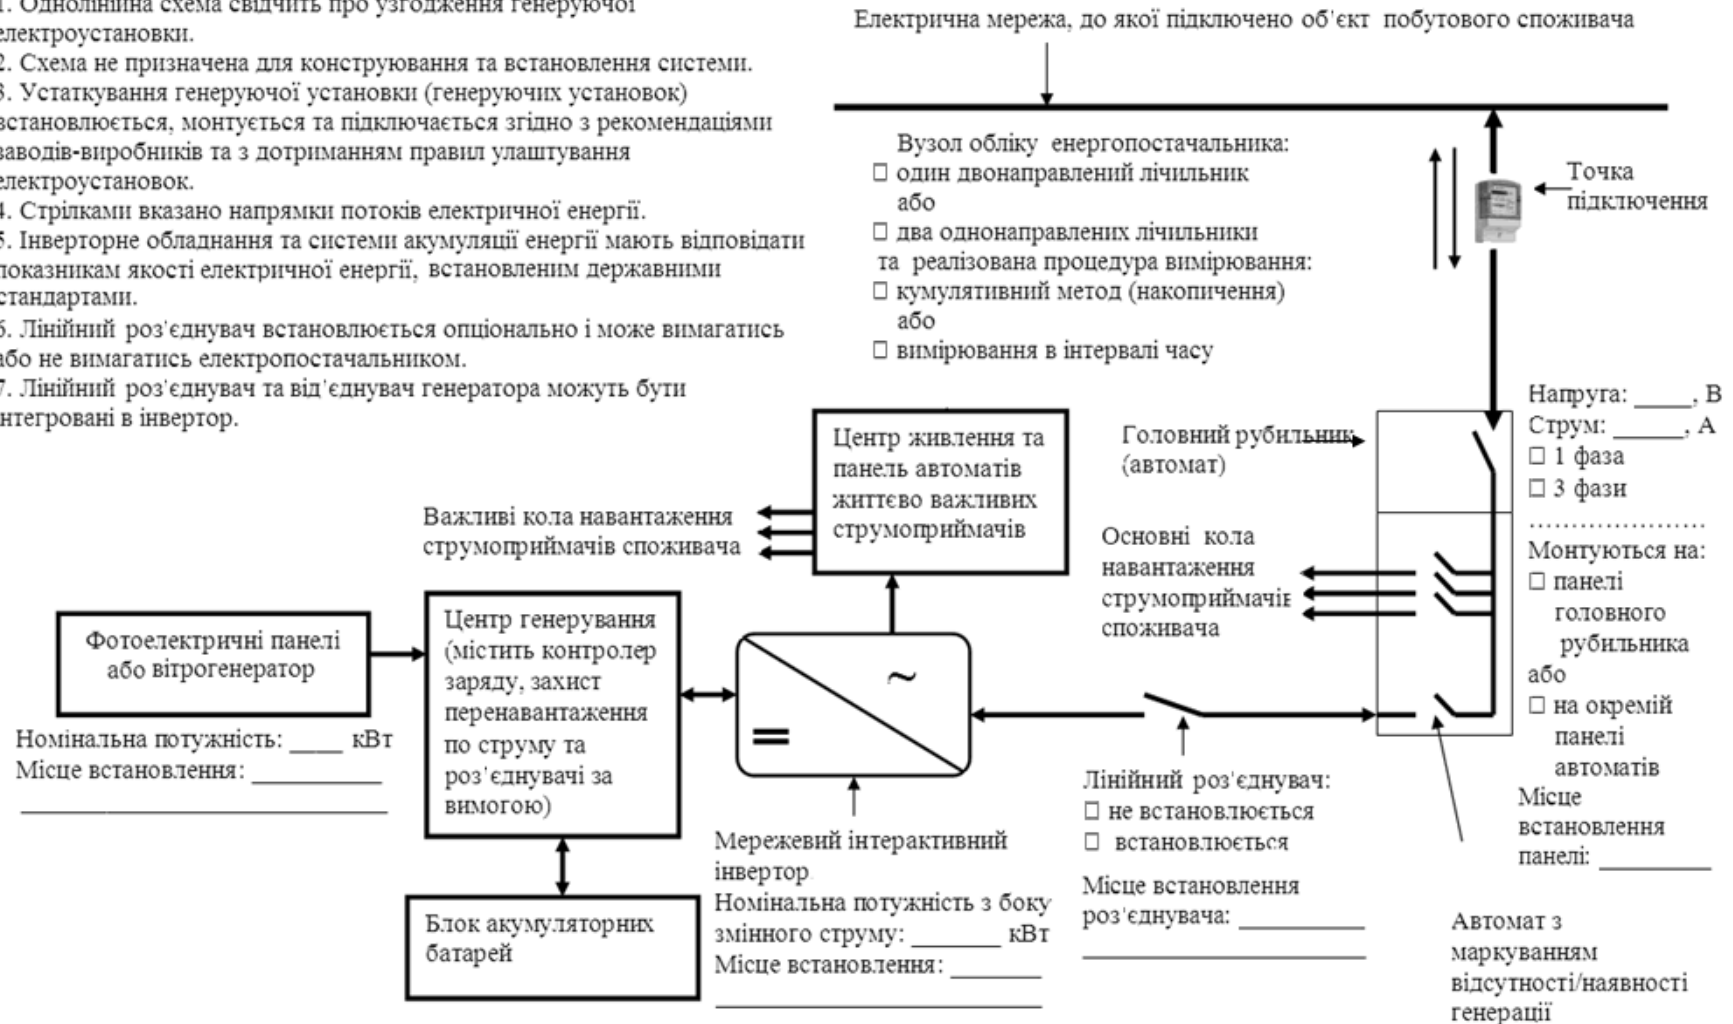 1. Однолінійна схема свідчить про узгодження генеруючої
електроустановки.
2. Схема не призначена для конструювання та встановлення системи.
3. Устаткування генеруючої установки (генеруючих установок)
встановлюється, монтується та підключається згідно з рекомендаціями
заводів-виробників та з дотриманням правил улаштування
електроустановок.
4. Стрілками вказано напрямки потоків електричної енергії.
5. Інверторне обладнання та системи акумуляції енергії мають відповідати
показникам якості електричної енергії, встановленим державними
стандартами.
6. Лінійний роз'єднувач встановлюється опціонально і може вимагатись
або не вимагатись електропостачальником.
7. Лінійний роз'єднувач та від'єднувач генератора можуть бути
інтегровані в інвертор.
Електрична мережа, до якої підключено об'єкт побутового споживача
Вузол обліку енергопостачальника:
□ один двонаправлений лічильник
або
□ два однонаправлених лічильники
та реалізована процедура вимірювання:
□ кумулятивний метод (накопичення)
або
□ вимірювання в інтервалі часу
Точка
підключення
Напруга: _____, В
Струм: ______, А
□ 1 фаза
□ 3 фази
.....................
Монтуються на:
□ панелі
головного
рубильника
або
□ на окремій
панелі
автоматів
Місце
встановлення
панелі: _________
Головний рубильник
(автомат)
Основні кола
навантаження
струмоприймачів
споживача
Центр живлення та
панель автоматів
життєво важливих
струмоприймачів
Важливі кола навантаження
струмоприймачів споживача
Фотоелектричні панелі
або вітрогенератор
Номінальна потужність: ____ кВт
Місце встановлення: __________
Центр генерування
(містить контролер
заряду, захист
перенавантаження
по струму та
роз'єднувачі за
вимогою)
Блок акумуляторних
батарей
~
=
Мережевий інтерактивний
інвертор
Номінальна потужність з боку
змінного струму: _______ кВт
Місце встановлення: _______
Лінійний роз'єднувач:
□ не встановлюється
□ встановлюється
Місце встановлення
роз'єднувача: __________
Автомат з
маркуванням
відсутності/наявності
генерації